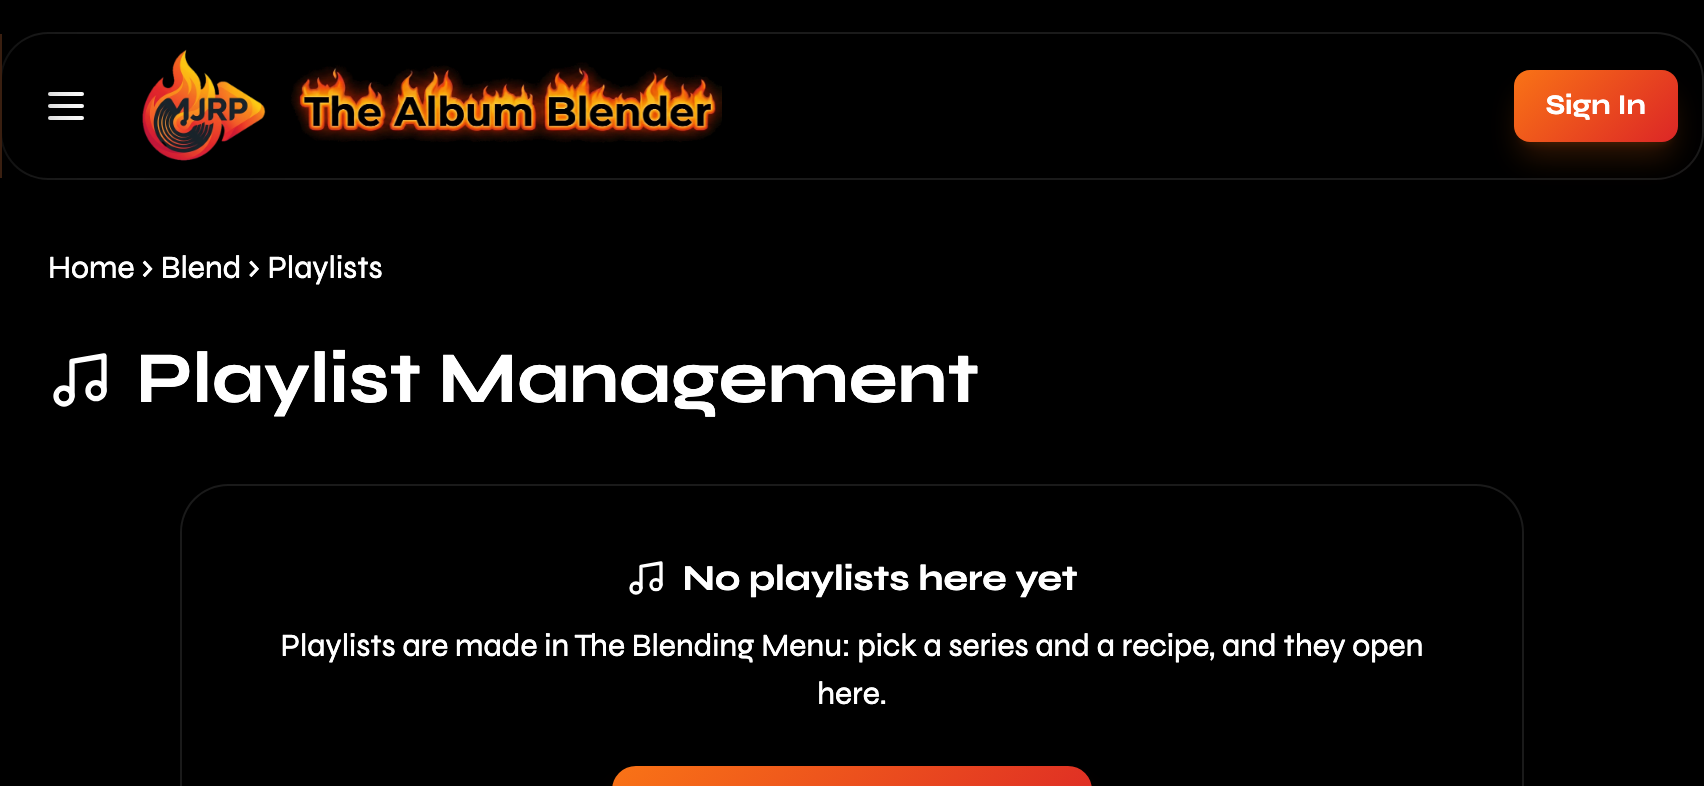 MJRP
The Album Blender
Sign In
Home › Blend › Playlists
Playlist Management
No playlists here yet
Playlists are made in The Blending Menu: pick a series and a recipe, and they open
here.